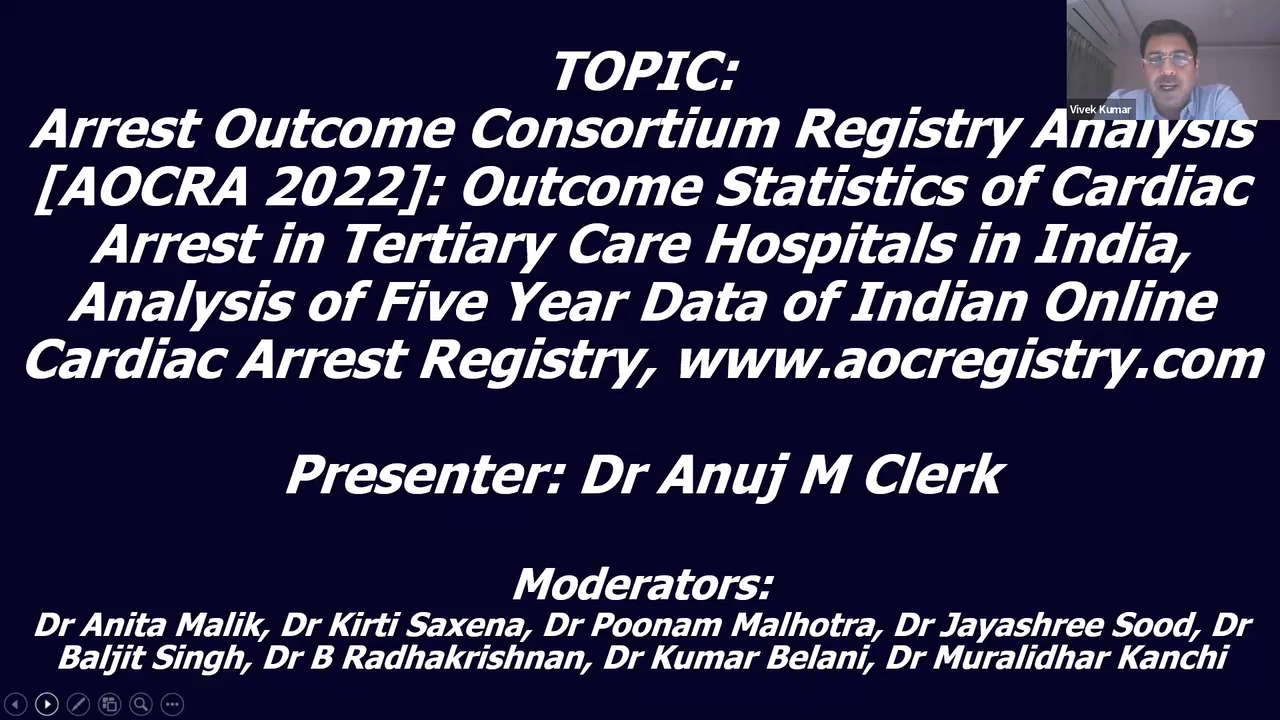 TOPIC:
Arrest Outcome Consortium Registry Analysis
[AOCRA 2022]: Outcome Statistics of Cardiac
Arrest in Tertiary Care Hospitals in India,
Analysis of Five Year Data of Indian Online
Cardiac Arrest Registry, www.aocregistry.com
Presenter: Dr Anuj M Clerk
Moderators:
Dr Anita Malik, Dr Kirti Saxena, Dr Poonam Malhotra, Dr Jayashree Sood, Dr
Baljit Singh, Dr B Radhakrishnan, Dr Kumar Belani, Dr Muralidhar Kanchi
Vivek Kumar